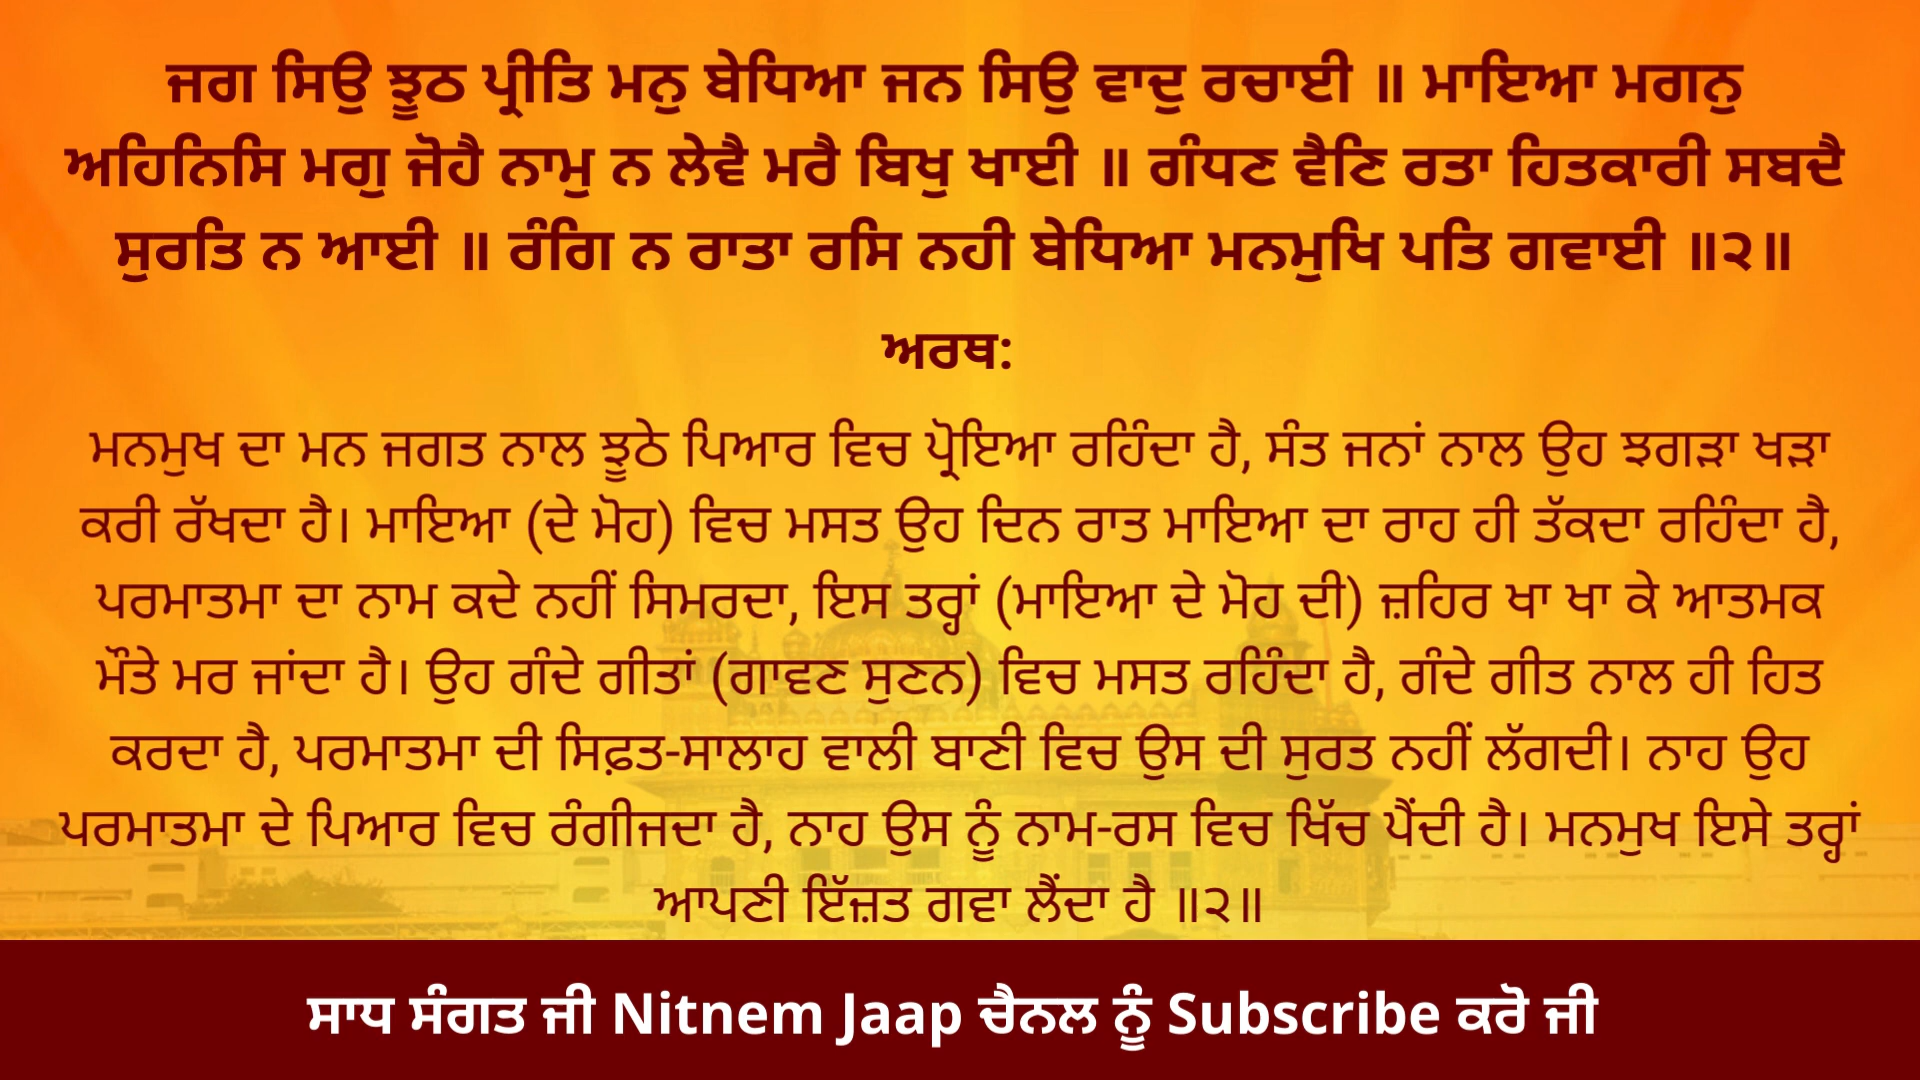 ਜਗ ਸਿਉ ਝੂਠ ਪ੍ਰੀਤਿ ਮਨੁ ਬੇਧਿਆ ਜਨ ਸਿਉ ਵਾਦੁ ਰਚਾਈ ॥ ਮਾਇਆ ਮਗਨੁ
ਅਹਿਨਿਸਿ ਮਗੁ ਜੋਹੈ ਨਾਮੁ ਨ ਲੇਵੈ ਮਰੈ ਬਿਖੁ ਖਾਈ ॥ ਗੰਧਣ ਵੈਣਿ ਰਤਾ ਹਿਤਕਾਰੀ ਸਬਦੈ
ਸੁਰਤਿ ਨ ਆਈ ॥ ਰੰਗਿ ਨ ਰਾਤਾ ਰਸਿ ਨਹੀ ਬੇਧਿਆ ਮਨਮੁਖਿ ਪਤਿ ਗਵਾਈ ॥੨॥
ਅਰਥ:
ਮਨਮੁਖ ਦਾ ਮਨ ਜਗਤ ਨਾਲ ਝੂਠੇ ਪਿਆਰ ਵਿਚ ਪ੍ਰੋਇਆ ਰਹਿੰਦਾ ਹੈ, ਸੰਤ ਜਨਾਂ ਨਾਲ ਉਹ ਝਗੜਾ ਖੜਾ
ਕਰੀ ਰੱਖਦਾ ਹੈ। ਮਾਇਆ (ਦੇ ਮੋਹ) ਵਿਚ ਮਸਤ ਉਹ ਦਿਨ ਰਾਤ ਮਾਇਆ ਦਾ ਰਾਹ ਹੀ ਤੱਕਦਾ ਰਹਿੰਦਾ ਹੈ,
ਪਰਮਾਤਮਾ ਦਾ ਨਾਮ ਕਦੇ ਨਹੀਂ ਸਿਮਰਦਾ, ਇਸ ਤਰ੍ਹਾਂ (ਮਾਇਆ ਦੇ ਮੋਹ ਦੀ) ਜ਼ਹਿਰ ਖਾ ਖਾ ਕੇ ਆਤਮਕ
ਮੌਤੇ ਮਰ ਜਾਂਦਾ ਹੈ। ਉਹ ਗੰਦੇ ਗੀਤਾਂ (ਗਾਵਣ ਸੁਣਨ) ਵਿਚ ਮਸਤ ਰਹਿੰਦਾ ਹੈ, ਗੰਦੇ ਗੀਤ ਨਾਲ ਹੀ ਹਿਤ
ਕਰਦਾ ਹੈ, ਪਰਮਾਤਮਾ ਦੀ ਸਿਫ਼ਤ-ਸਾਲਾਹ ਵਾਲੀ ਬਾਣੀ ਵਿਚ ਉਸ ਦੀ ਸੁਰਤ ਨਹੀਂ ਲੱਗਦੀ। ਨਾਹ ਉਹ
ਪਰਮਾਤਮਾ ਦੇ ਪਿਆਰ ਵਿਚ ਰੰਗੀਜਦਾ ਹੈ, ਨਾਹ ਉਸ ਨੂੰ ਨਾਮ-ਰਸ ਵਿਚ ਖਿੱਚ ਪੈਂਦੀ ਹੈ। ਮਨਮੁਖ ਇਸੇ ਤਰ੍ਹਾਂ
ਆਪਣੀ ਇੱਜ਼ਤ ਗਵਾ ਲੈਂਦਾ ਹੈ ॥੨॥
ਸਾਧ ਸੰਗਤ ਜੀ Nitnem Jaap ਚੈਨਲ ਨੂੰ Subscribe ਕਰੋ ਜੀ